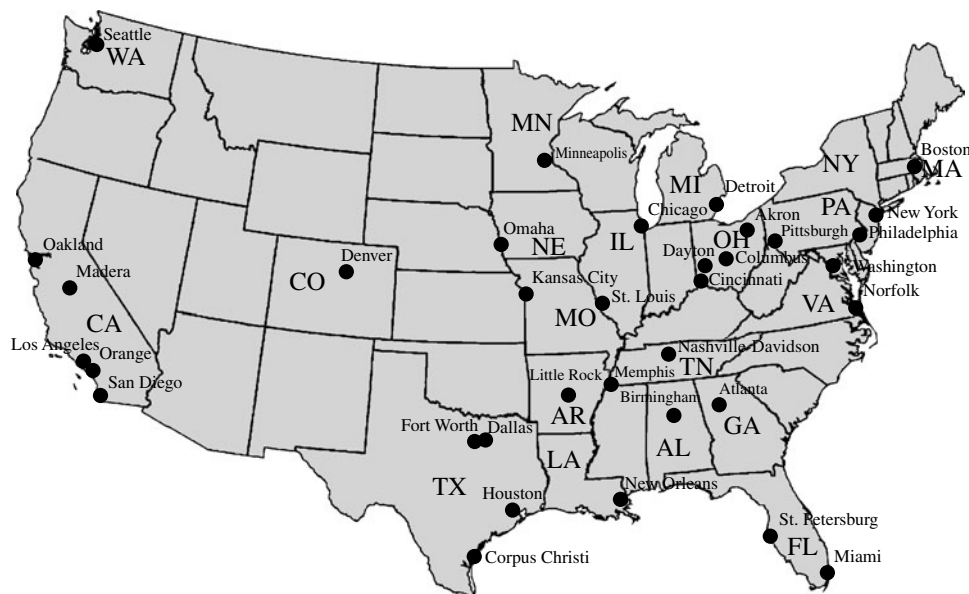 Seattle
WA
MN
Minneapolis
Boston
NY
MA
MI
Detroit
PA
Chicago
Akron
New York
Omaha
NE
IL
OH
Pittsburgh
Philadelphia
Oakland
Denver
Dayton
Columbus
Washington
Madera
CO
Kansas City
Cincinnati
St. Louis
Norfolk
VA
CA
MO
Los Angeles
Orange
Nashville-Davidson
TN
San Diego
Little Rock
Memphis
Birmingham
Atlanta
AR
GA
Fort Worth
Dallas
AL
LA
TX
Houston
New Orleans
St. Petersburg
FL
Corpus Christi
Miami